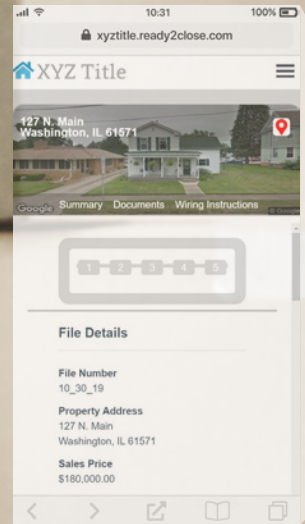 10:31
100%
xyztitle.ready2close.com
XYZ Title
127 N. Main
Washington, IL 61571
Google
Summary Documents Wiring Instructions
© Google
1 2 3 4 5
File Details
File Number
10_30_19
Property Address
127 N. Main
Washington, IL 61571
Sales Price
$180,000.00